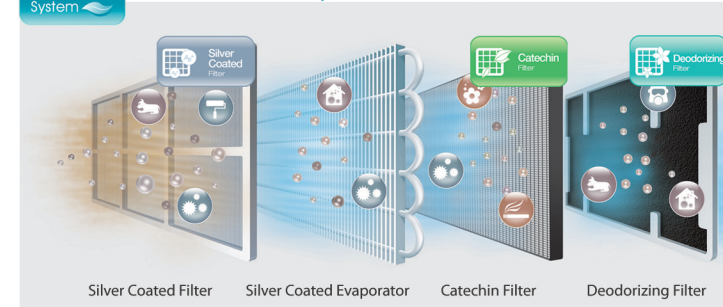 System
Silver
Coated
Filter
Catechin
Filter
Deodorizing
Filter
Silver Coated Filter
Silver Coated Evaporator
Catechin Filter
Deodorizing Filter